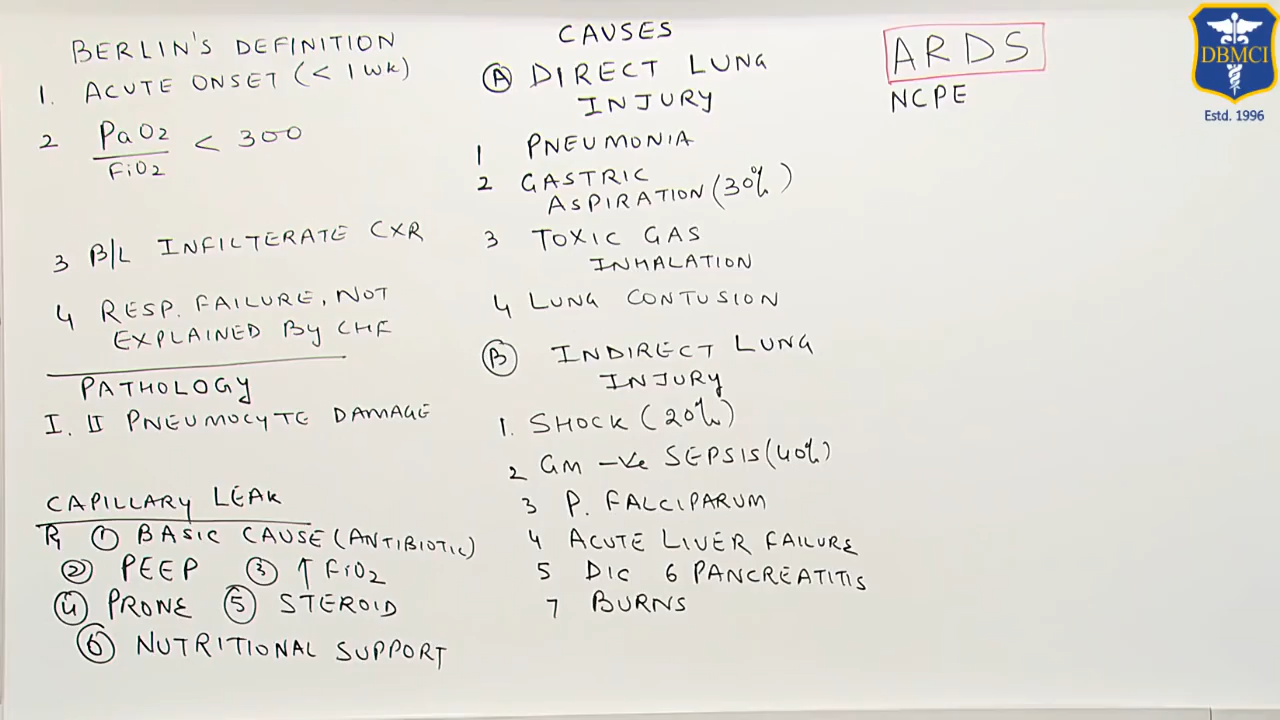 BERLIN'S DEFINITION
1. ACUTE ONSET (< 1 wk)
2 PaO2
FiO2
< 300
3 B/L INFILTERATE CXR
4 RESP. FAILURE, NOT
EXPLAINED By CHF
PATHOLOGY
I. II PNEUMOCYTE DAMAGE
CAPILLARY LEAK
℞ ① BASIC CAUSE (ANTIBIOTIC)
② PEEP ③ ↑ FiO2
④ PRONE ⑤ STEROID
⑥ NUTRITIONAL SUPPORT
CAUSES
Ⓐ DIRECT LUNG
INJURY
1 PNEUMONIA
2 GASTRIC
ASPIRATION (30%)
3 TOXIC GAS
INHALATION
4 LUNG CONTUSION
Ⓑ INDIRECT LUNG
INJURY
1. SHOCK (20%)
2 Gm -Ve SEPSIS (40%)
3 P. FALCIPARUM
4 ACUTE LIVER FAILURE
5 DIC 6 PANCREATITIS
7 BURNS
ARDS
NCPE
DBMCI
Estd. 1996